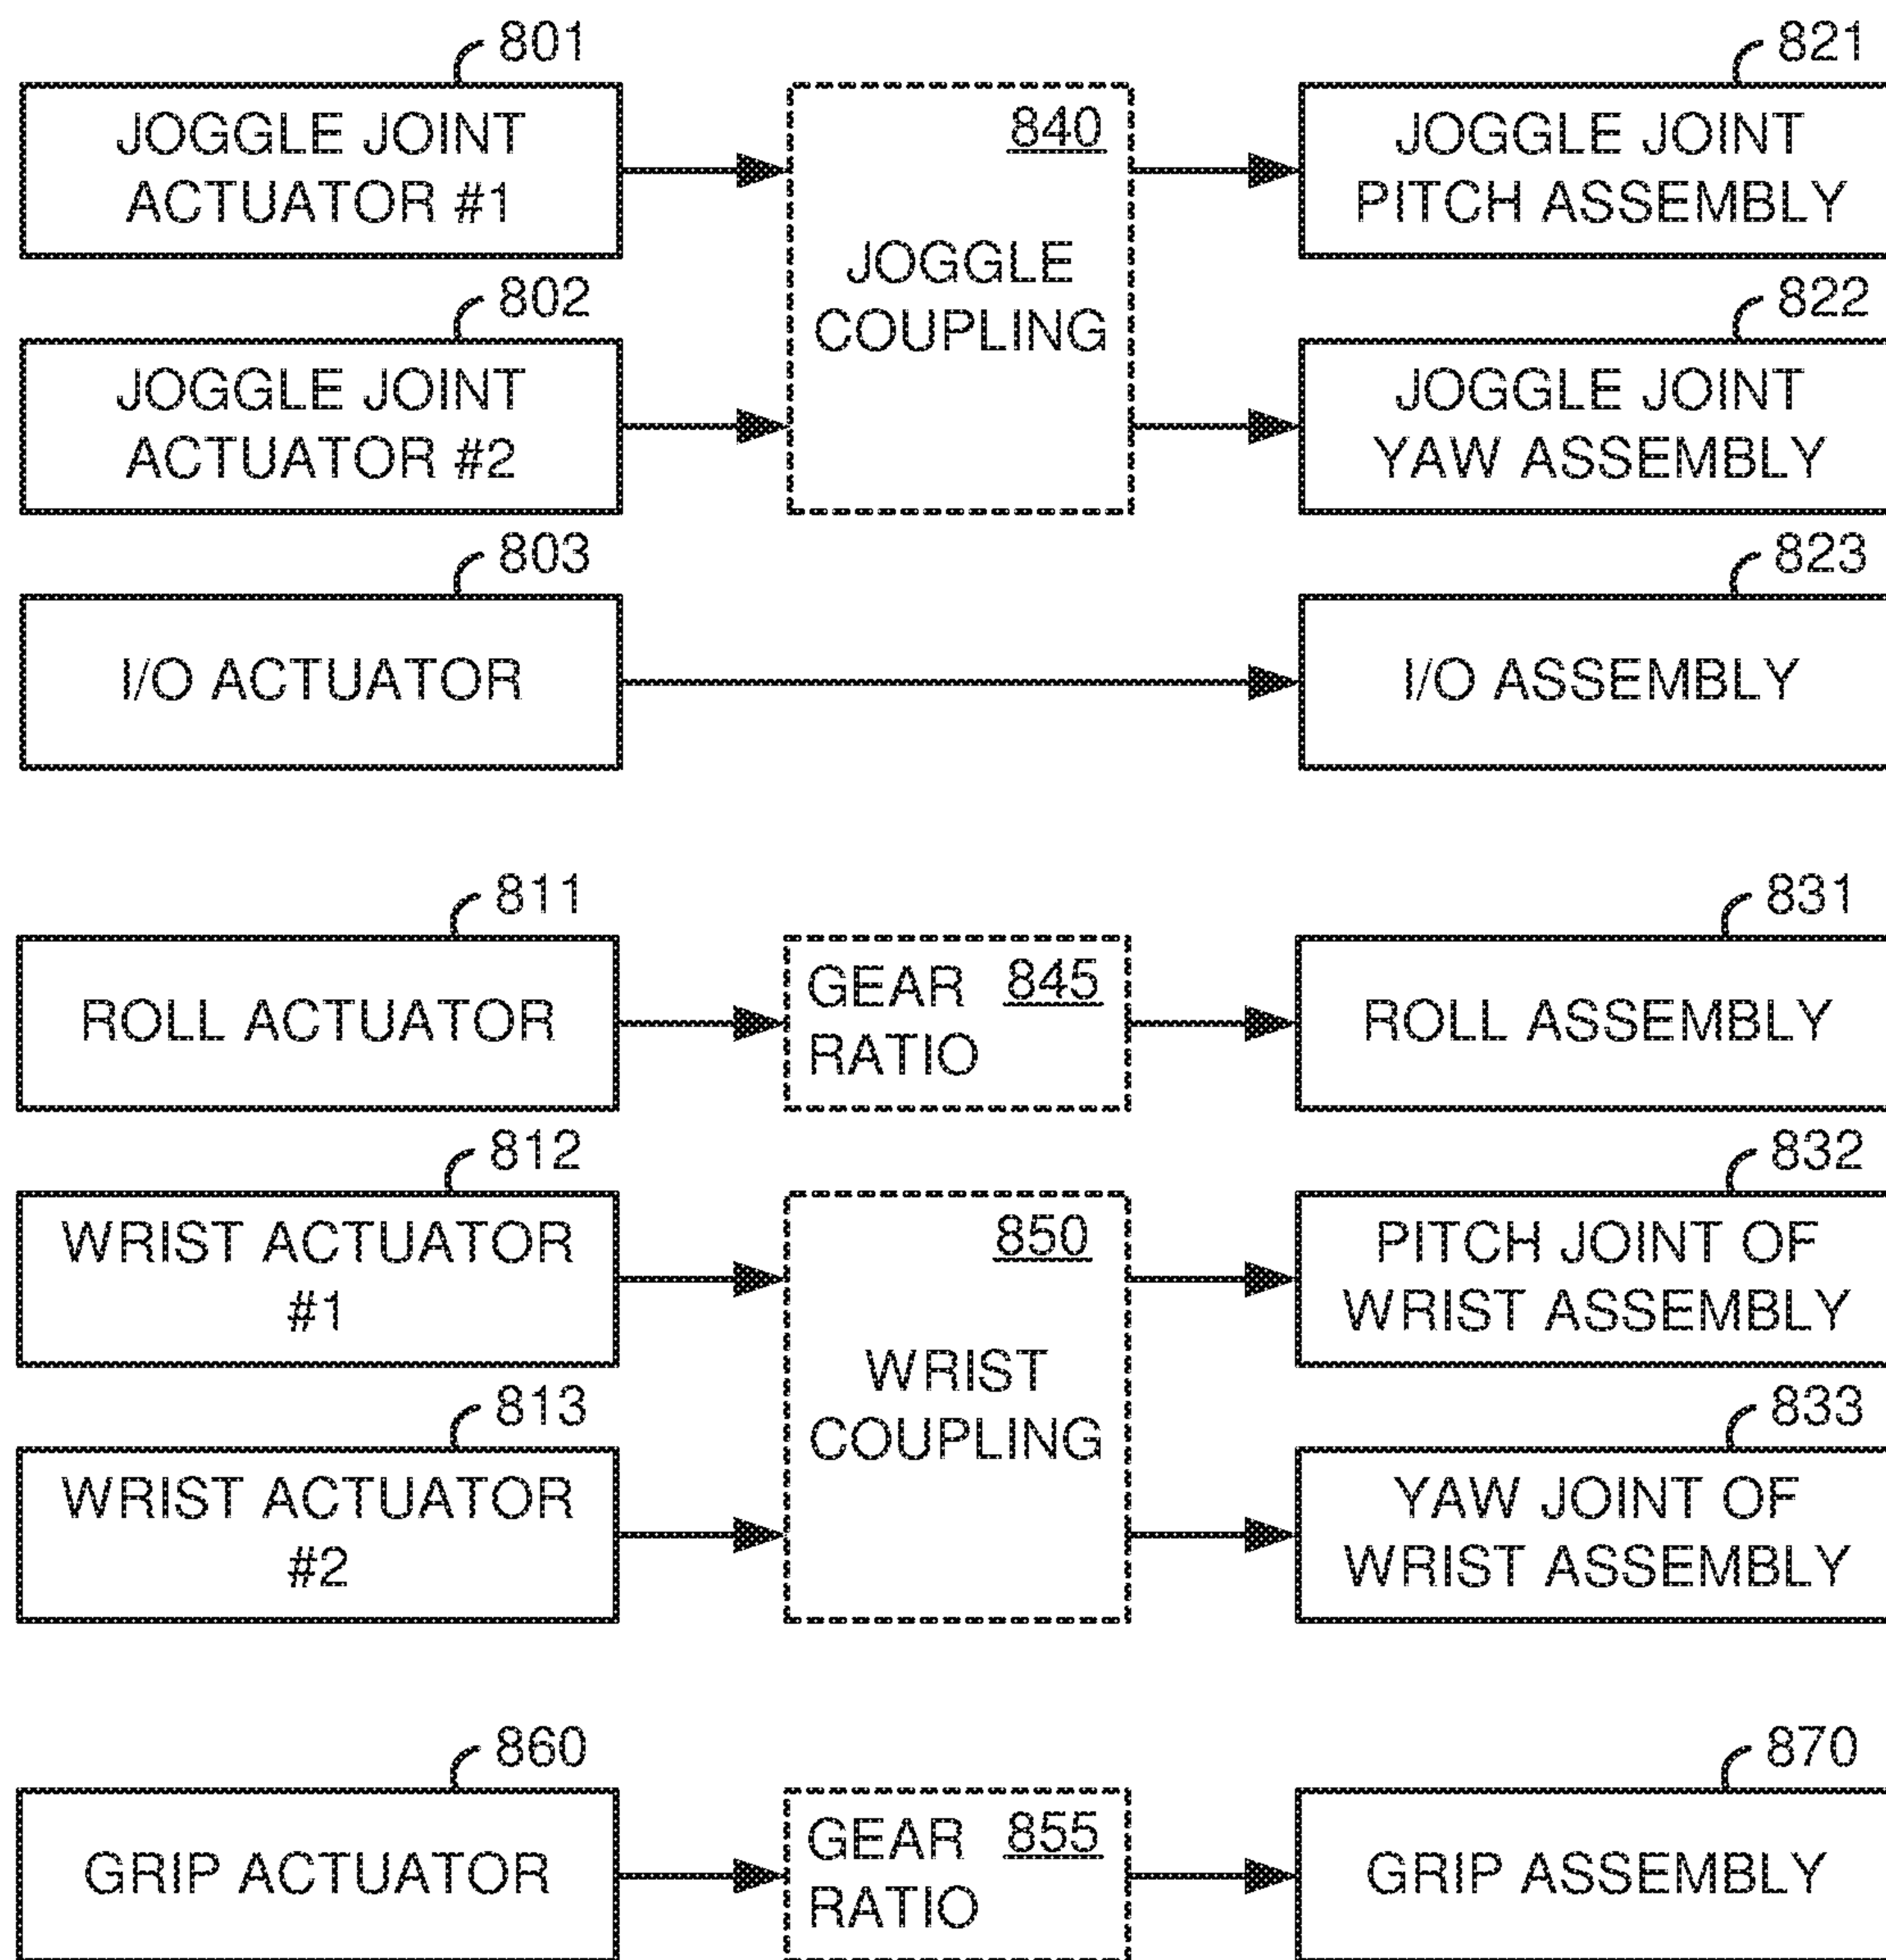 801
JOGGLE JOINT
ACTUATOR #1
840
JOGGLE
COUPLING
821
JOGGLE JOINT
PITCH ASSEMBLY
802
JOGGLE JOINT
ACTUATOR #2
822
JOGGLE JOINT
YAW ASSEMBLY
803
I/O ACTUATOR
823
I/O ASSEMBLY
811
ROLL ACTUATOR
GEAR 845
RATIO
831
ROLL ASSEMBLY
812
WRIST ACTUATOR
#1
850
WRIST
COUPLING
832
PITCH JOINT OF
WRIST ASSEMBLY
813
WRIST ACTUATOR
#2
833
YAW JOINT OF
WRIST ASSEMBLY
860
GRIP ACTUATOR
GEAR 855
RATIO
870
GRIP ASSEMBLY